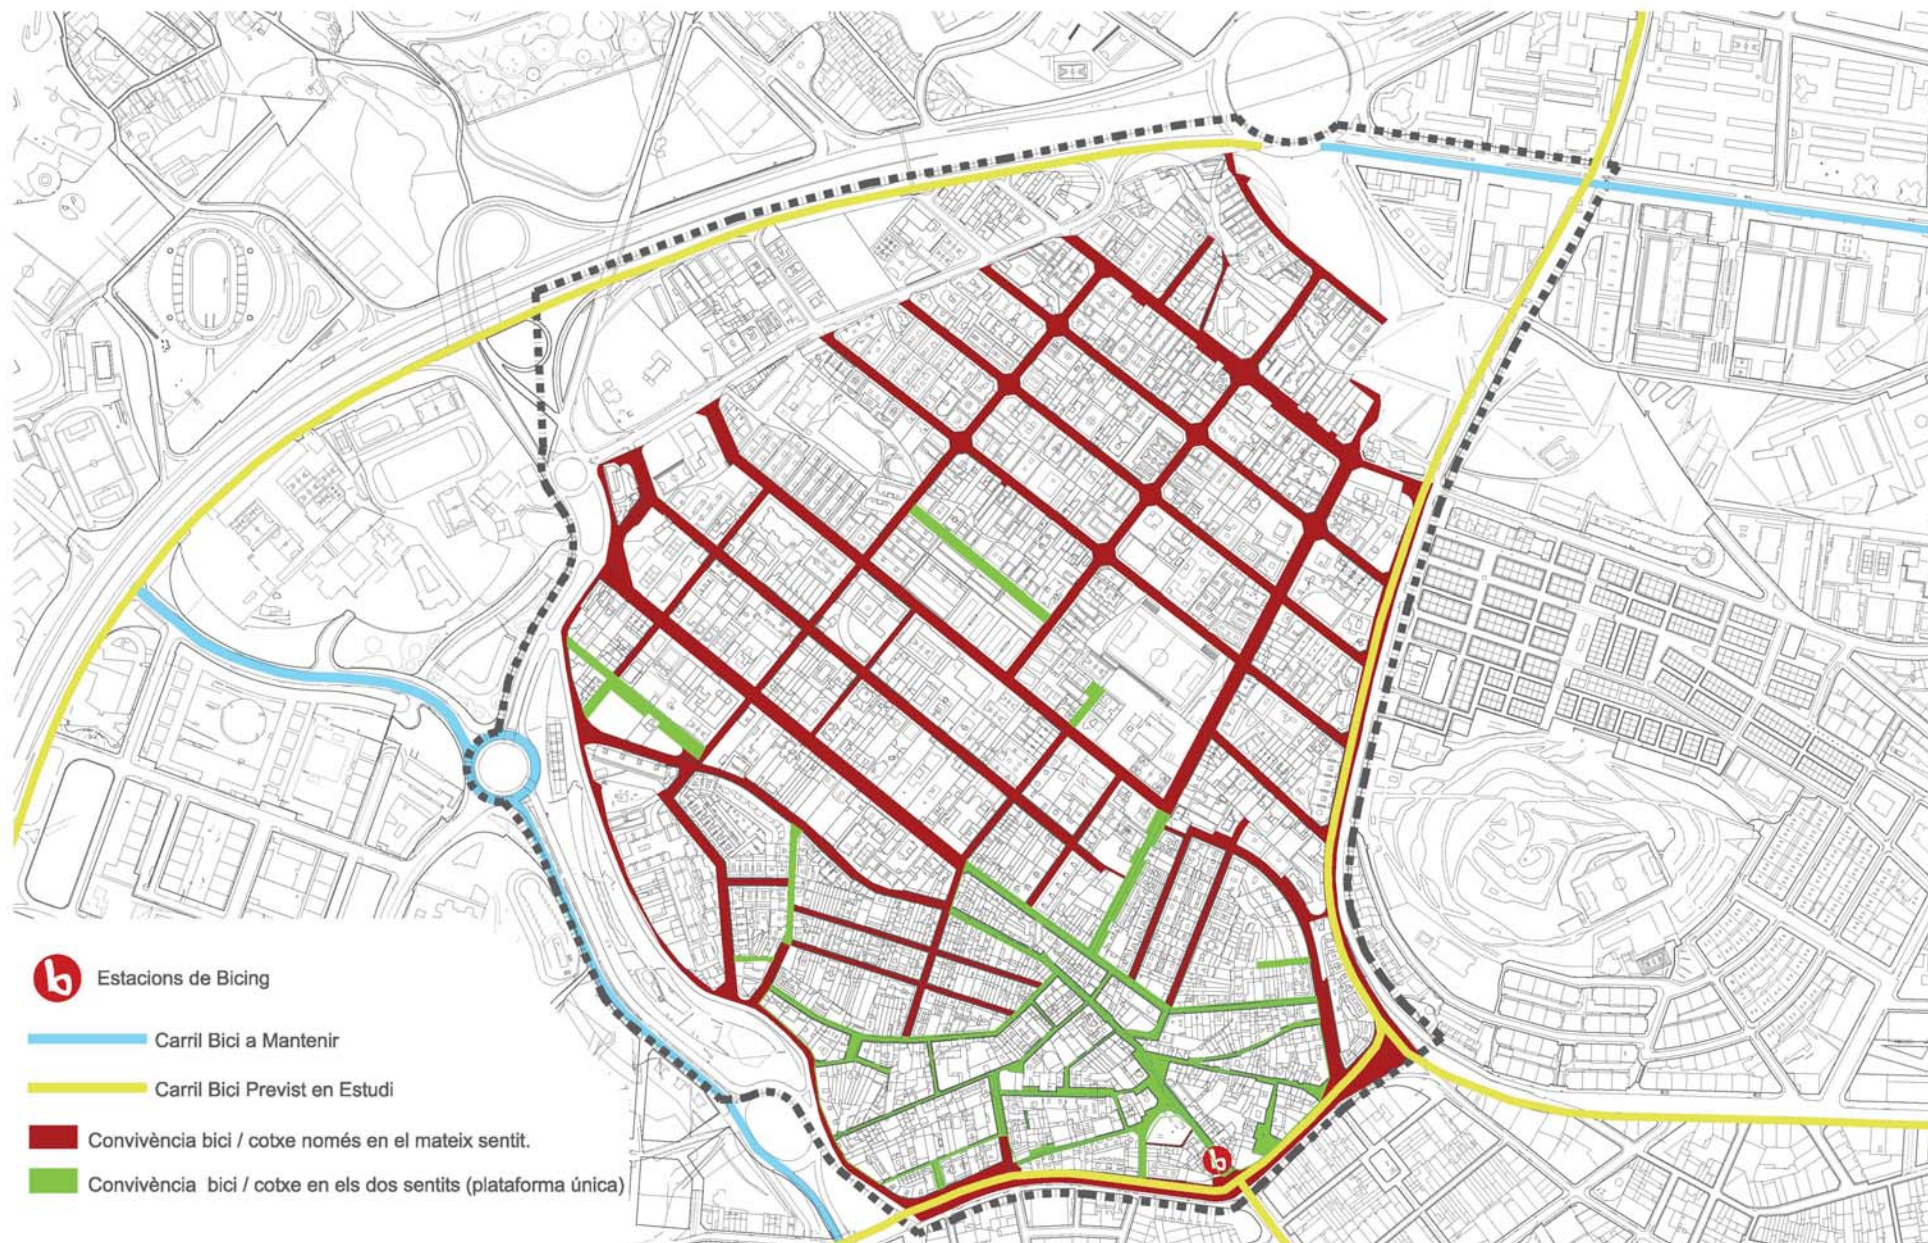 Estacions de Bicing
Carril Bici a Mantenir
Carril Bici Previst en Estudi
Convivència bici / cotxe només en el mateix sentit.
Convivència bici / cotxe en els dos sentits (plataforma única)